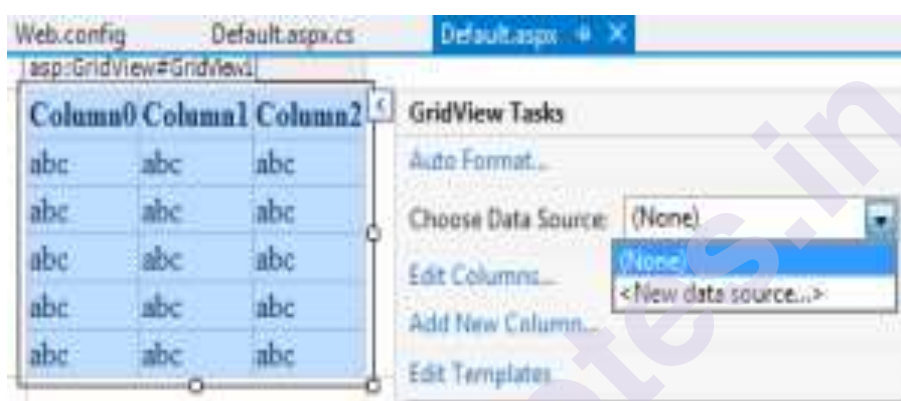 Web.config Default.aspx.cs Default.aspx
asp:GridView#GridView1
Column0 Column1 Column2
abc abc abc
abc abc abc
abc abc abc
abc abc abc
abc abc abc
GridView Tasks
Auto Format...
Choose Data Source: (None)
(None)
<New data source...>
Edit Columns...
Add New Column...
Edit Templates
otes.in